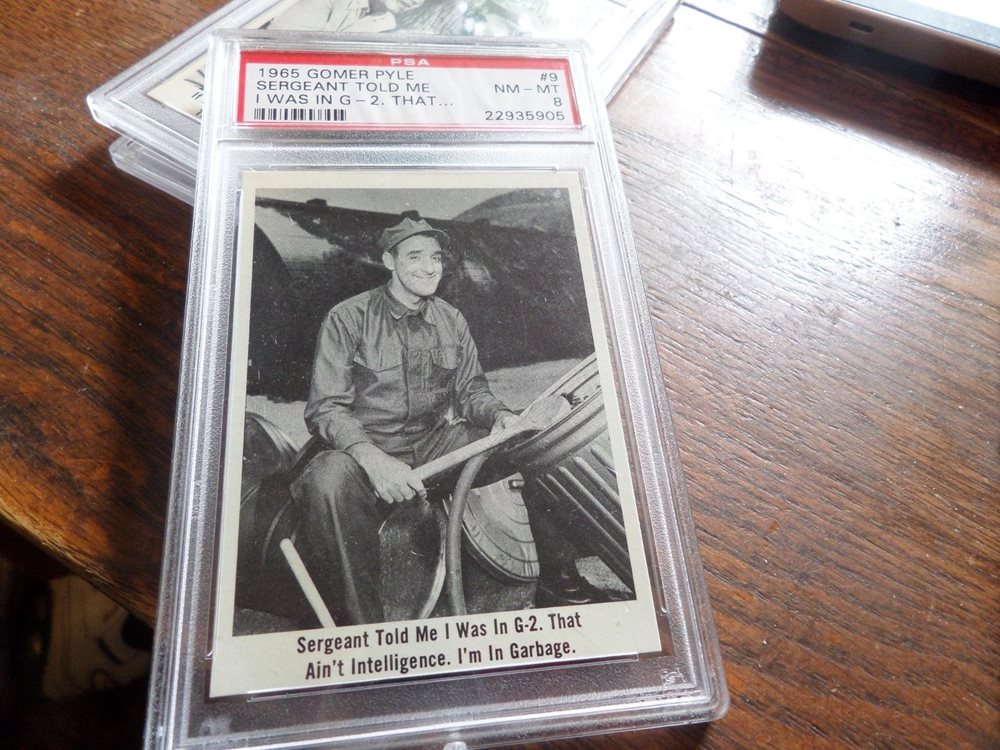 PSA
1965 GOMER PYLE #9
SERGEANT TOLD ME NM - MT
I WAS IN G-2. THAT... 8
22935905
Sergeant Told Me I Was In G-2. That
Ain't Intelligence. I'm In Garbage.